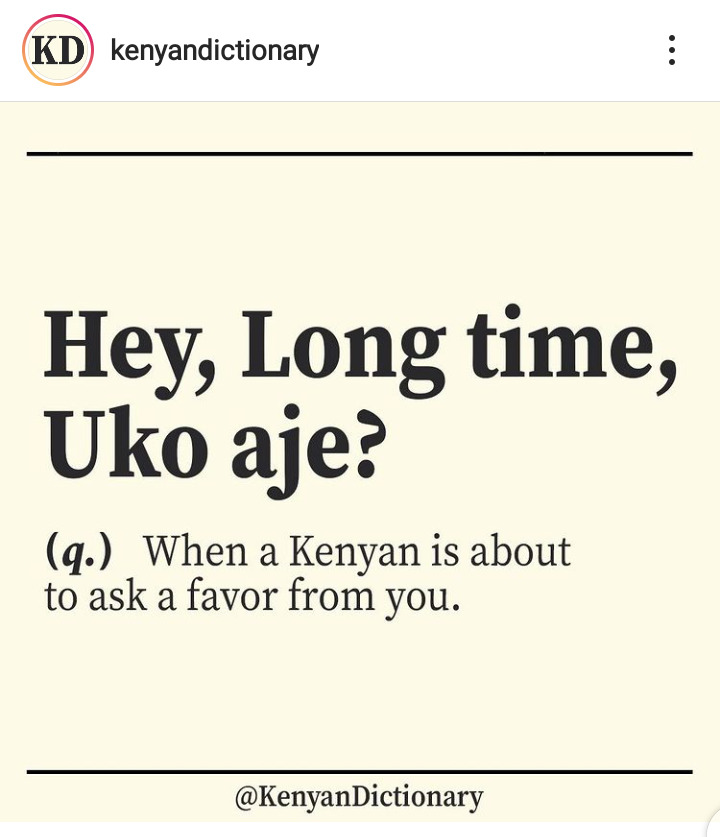 KD kenyandictionary
Hey, Long time,
Uko aje?
(q.) When a Kenyan is about
to ask a favor from you.
@KenyanDictionary